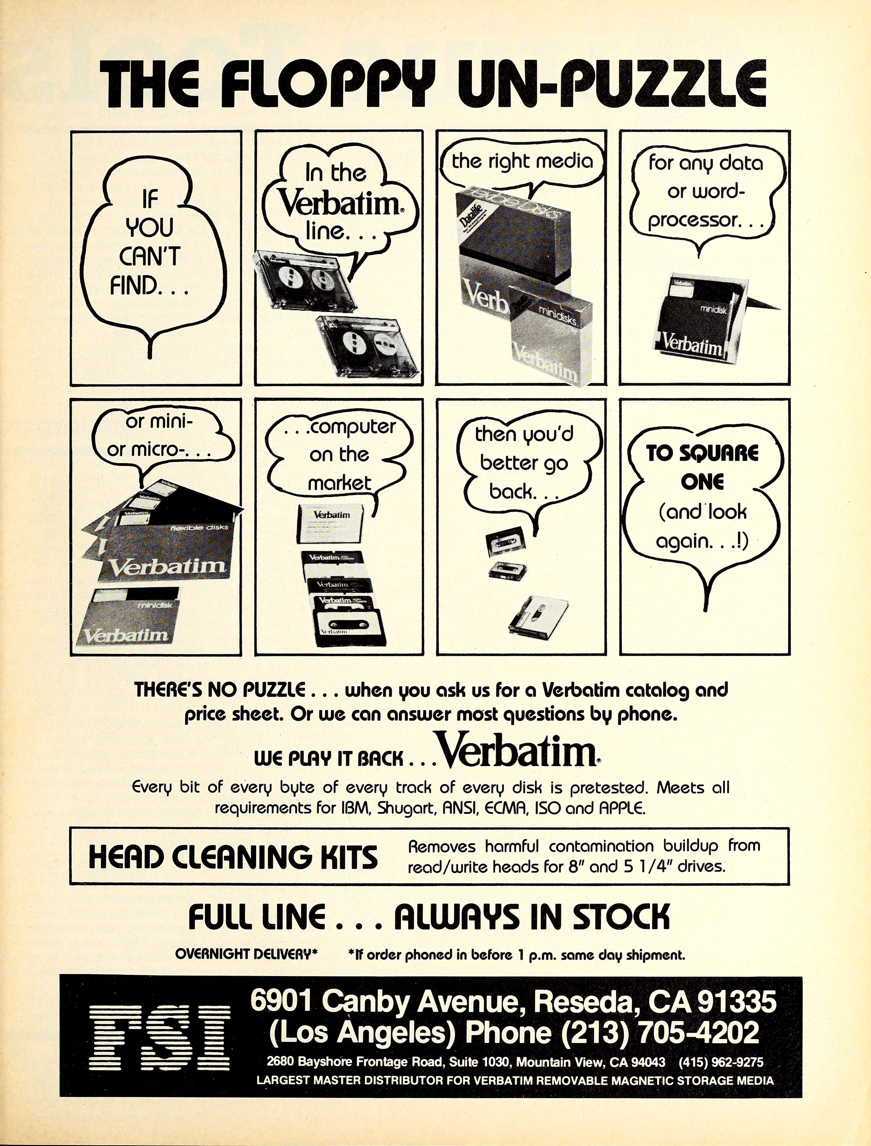 THE FLOPPY UN-PUZZLE
IF
YOU
CAN'T
FIND. . .
In the
Verbatim®
line. . .
the right media
Flexible Disks
Datalife
Verb
minidisks
Verbatim
for any data
or word-
processor. . .
Verbatim
minidisk
Verbatim
or mini-
or micro-. . .
flexible disks
Verbatim
minidisk
Verbatim
. . .computer
on the
market
Verbatim
Verbatim
Verbatim
Verbatim
Verbatim
then you'd
better go
back. . .
TO SQUARE
ONE
(and look
again. . .!)
THERE'S NO PUZZLE . . . when you ask us for a Verbatim catalog and
price sheet. Or we can answer most questions by phone.
WE PLAY IT BACK . . . Verbatim®
Every bit of every byte of every track of every disk is pretested. Meets all
requirements for IBM, Shugart, ANSI, ECMA, ISO and APPLE.
HEAD CLEANING KITS
Removes harmful contamination buildup from
read/write heads for 8" and 5 1/4" drives.
FULL LINE . . . ALWAYS IN STOCK
OVERNIGHT DELIVERY* *If order phoned in before 1 p.m. same day shipment.
FSI
6901 Canby Avenue, Reseda, CA 91335
(Los Angeles) Phone (213) 705-4202
2680 Bayshore Frontage Road, Suite 1030, Mountain View, CA 94043 (415) 962-9275
LARGEST MASTER DISTRIBUTOR FOR VERBATIM REMOVABLE MAGNETIC STORAGE MEDIA